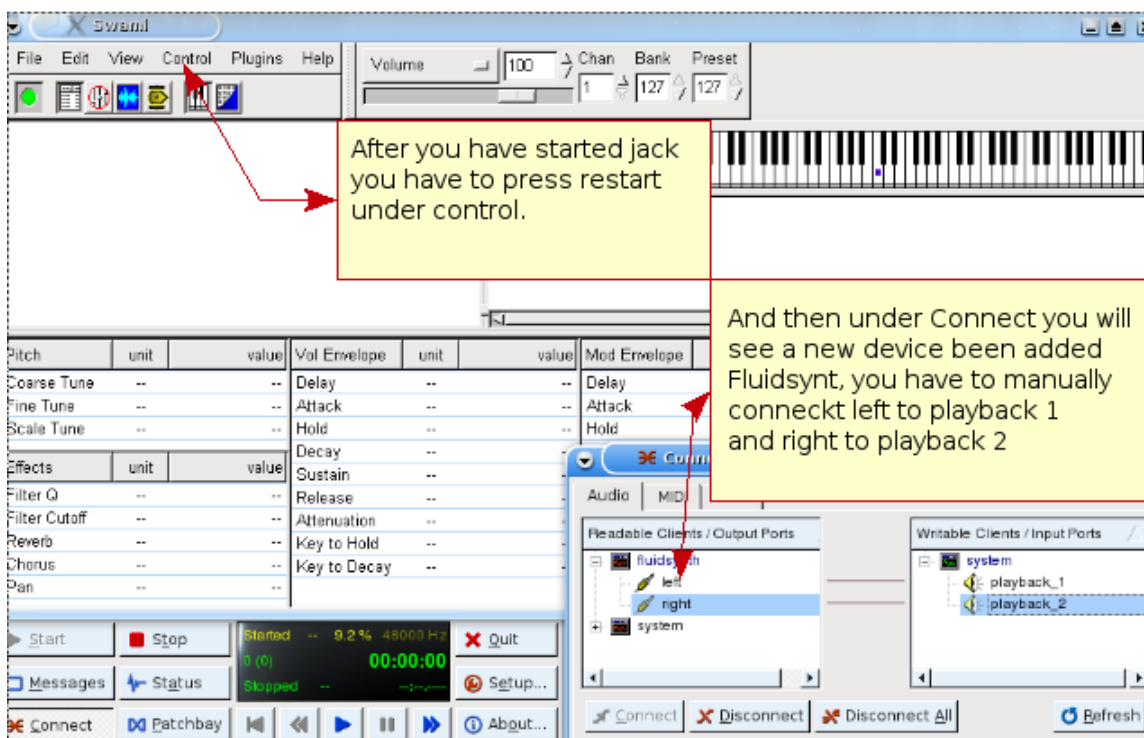 Swami
File Edit View Control Plugins Help
Volume 100 Chan Bank Preset
1 127 127
After you have started jack
you have to press restart
under control.
And then under Connect you will
see a new device been added
Fluidsynt, you have to manually
conneckt left to playback 1
and right to playback 2
Pitch unit value
Coarse Tune -- --
Fine Tune -- --
Scale Tune -- --
Effects unit value
Filter Q -- --
Filter Cutoff -- --
Reverb -- --
Chorus -- --
Pan -- --
Vol Envelope unit value
Delay -- --
Attack -- --
Hold -- --
Decay --
Sustain --
Release --
Attenuation --
Key to Hold --
Key to Decay --
Mod Envelope
Delay
Attack
Hold
Audio MIDI
Readable Clients / Output Ports
fluidsynth
left
right
system
Writable Clients / Input Ports
system
playback_1
playback_2
Connect Disconnect Disconnect All Refresh
Start Stop
Started -- 9.2 % 48000 Hz
0 (0) 00:00:00
Stopped -- --:--.----
Quit
Messages Status Setup...
Connect Patchbay About...